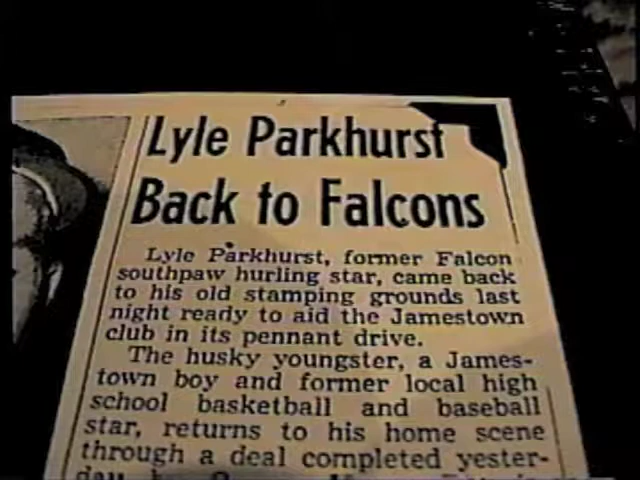 Lyle Parkhurst
Back to Falcons
Lyle Parkhurst, former Falcon
southpaw hurling star, came back
to his old stamping grounds last
night ready to aid the Jamestown
club in its pennant drive.
The husky youngster, a James-
town boy and former local high
school basketball and baseball
star, returns to his home scene
through a deal completed yester-